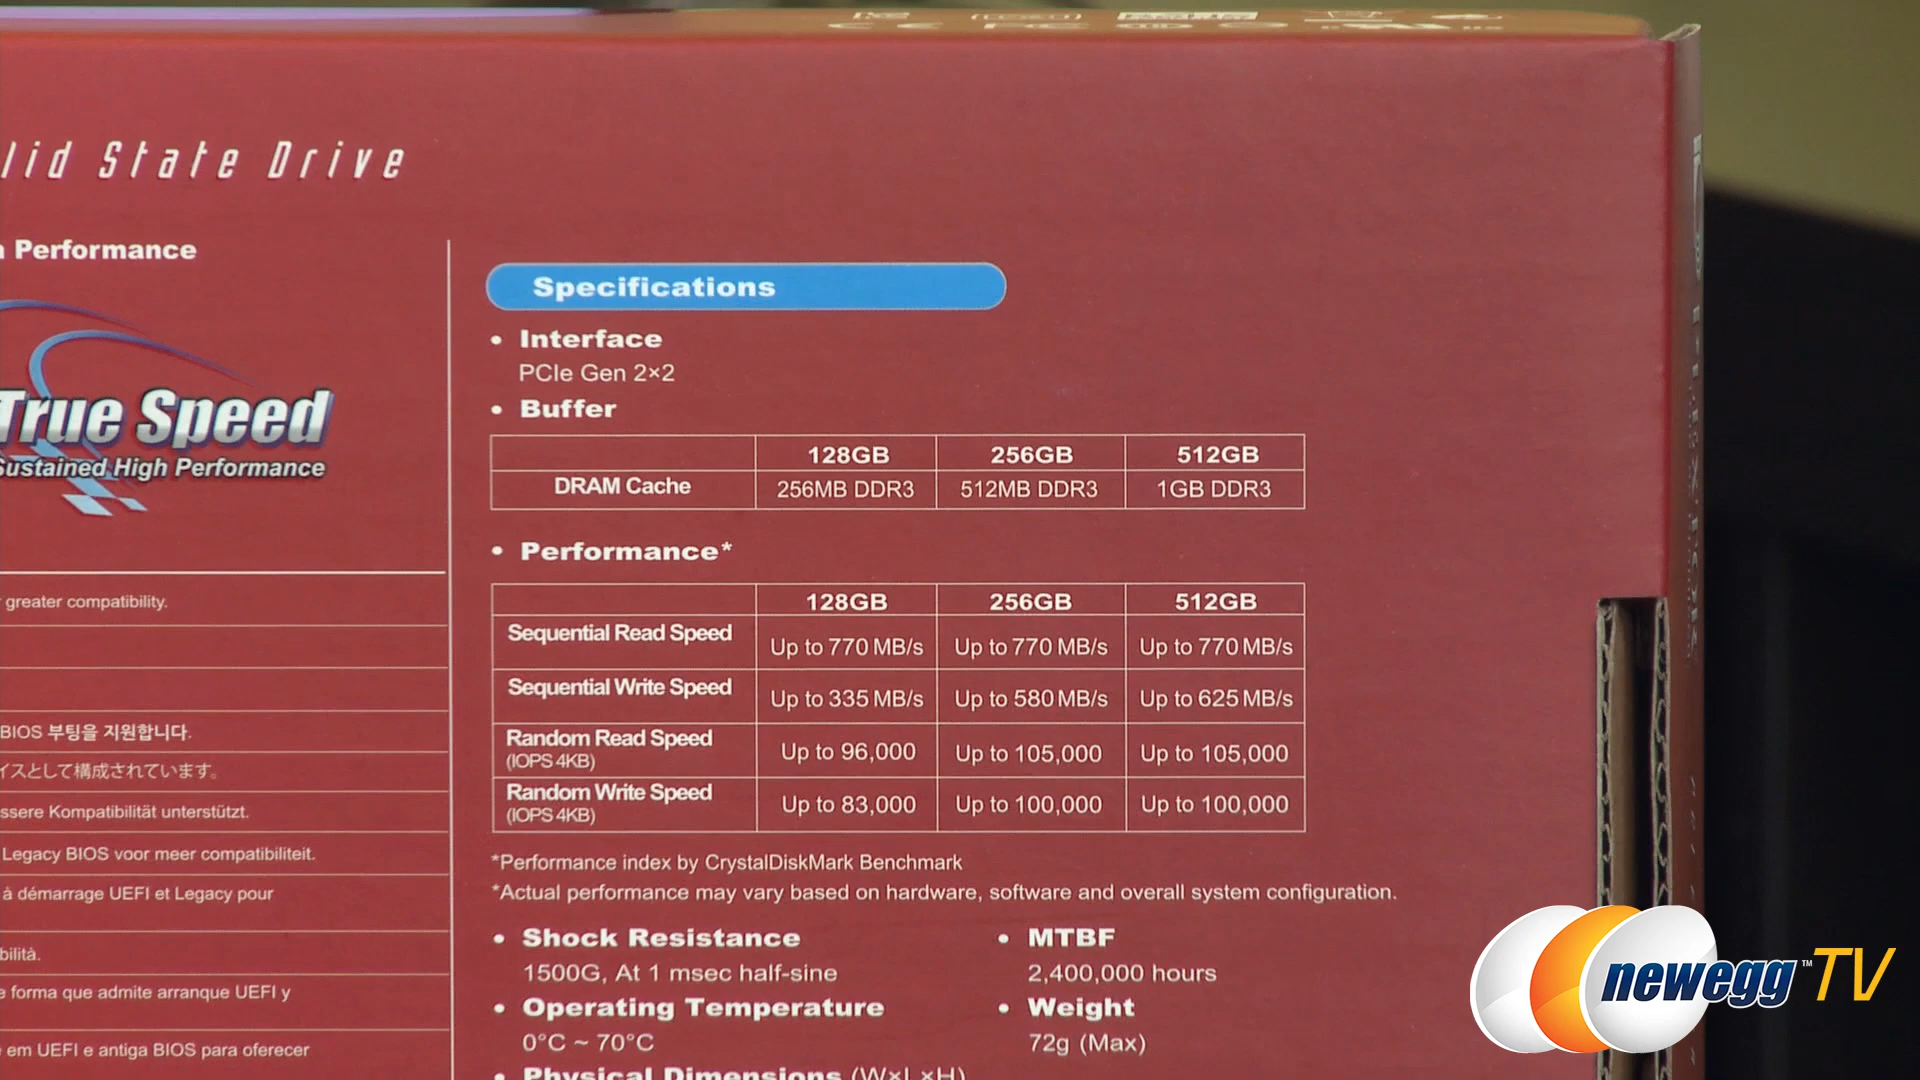 lid State Drive
Performance
True Speed
Sustained High Performance
greater compatibility.
BIOS 부팅을 지원합니다.
イスとして構成されています。
ssere Kompatibilität unterstützt.
Legacy BIOS voor meer compatibiliteit.
à démarrage UEFI et Legacy pour
bilità.
e forma que admite arranque UEFI y
em UEFI e antiga BIOS para oferecer
Specifications
• Interface
PCIe Gen 2×2
• Buffer
128GB 256GB 512GB
DRAM Cache 256MB DDR3 512MB DDR3 1GB DDR3
• Performance*
128GB 256GB 512GB
Sequential Read Speed Up to 770 MB/s Up to 770 MB/s Up to 770 MB/s
Sequential Write Speed Up to 335 MB/s Up to 580 MB/s Up to 625 MB/s
Random Read Speed (IOPS 4KB) Up to 96,000 Up to 105,000 Up to 105,000
Random Write Speed (IOPS 4KB) Up to 83,000 Up to 100,000 Up to 100,000
*Performance index by CrystalDiskMark Benchmark
*Actual performance may vary based on hardware, software and overall system configuration.
• Shock Resistance
1500G, At 1 msec half-sine
• MTBF
2,400,000 hours
• Operating Temperature
0°C ~ 70°C
• Weight
72g (Max)
• Physical Dimensions (W×L×H)
newegg™ TV